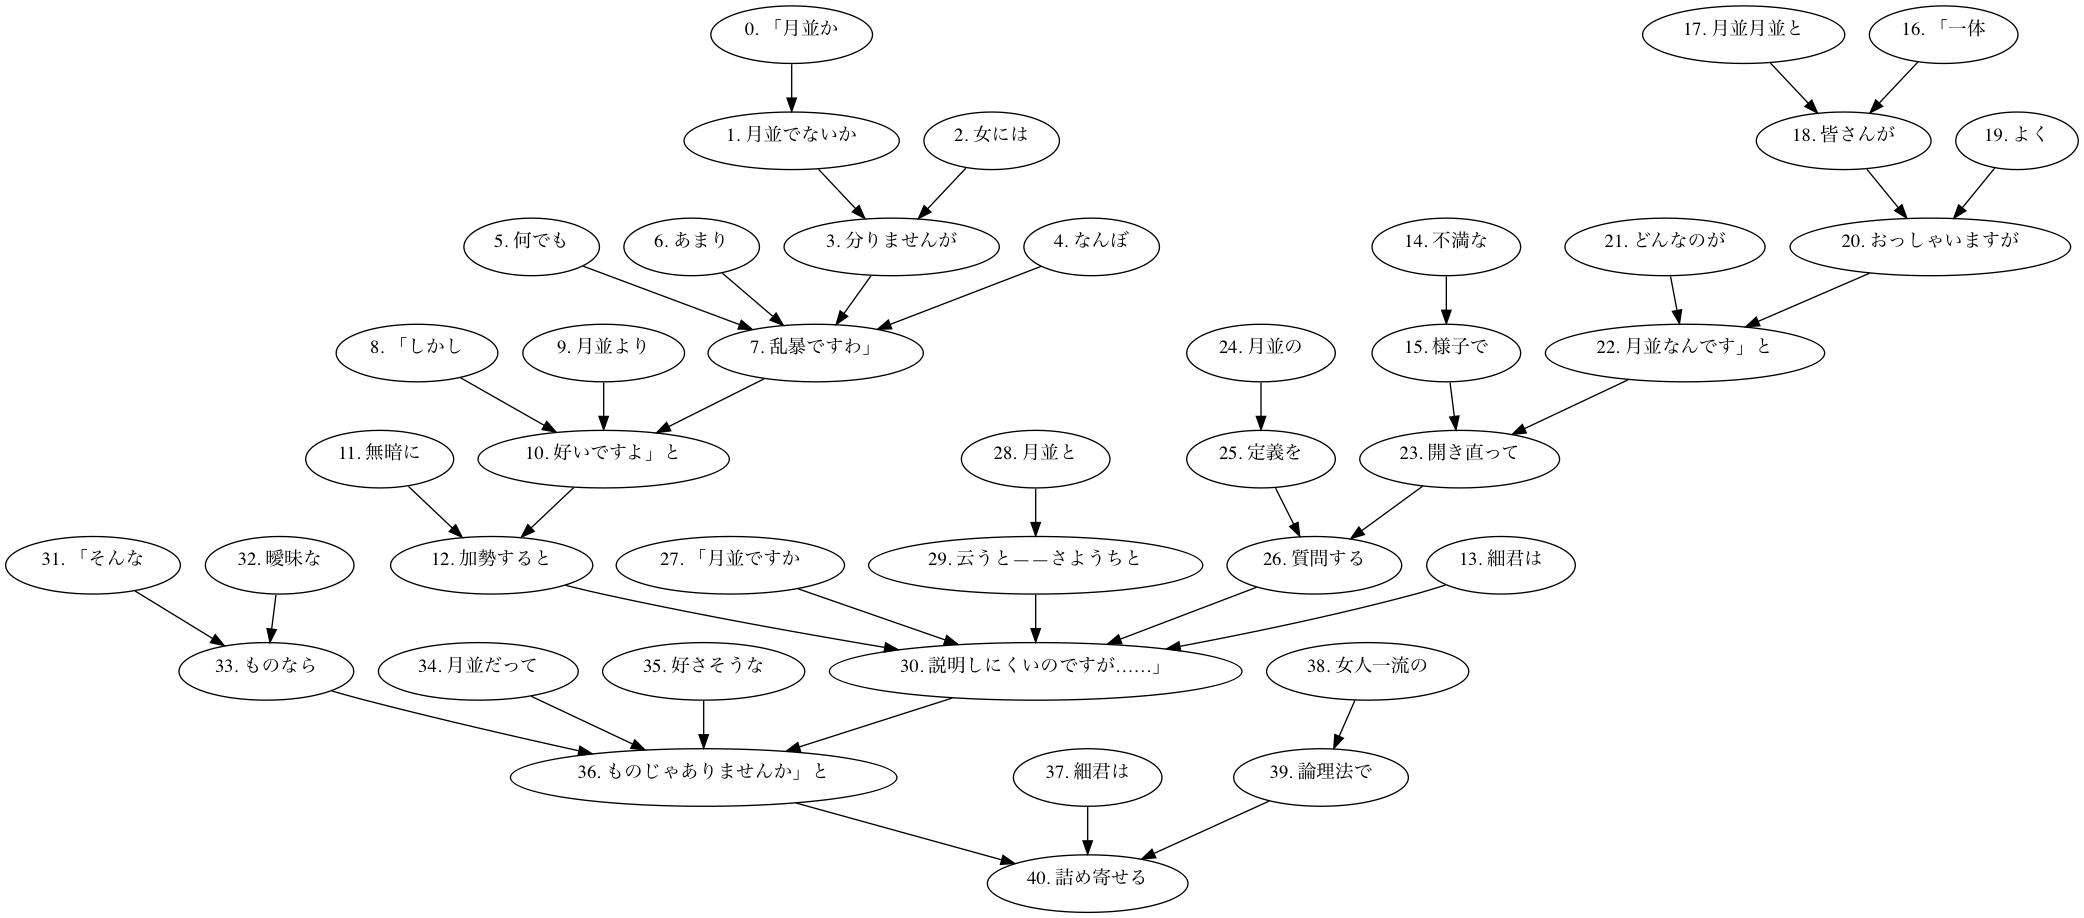 0. 「月並か
17. 月並月並と
16. 「一体
1. 月並でないか
2. 女には
18. 皆さんが
19. よく
5. 何でも
6. あまり
3. 分りませんが
4. なんぼ
14. 不満な
21. どんなのが
20. おっしゃいますが
8. 「しかし
9. 月並より
7. 乱暴ですわ」
24. 月並の
15. 様子で
22. 月並なんです」と
11. 無暗に
10. 好いですよ」と
28. 月並と
25. 定義を
23. 開き直って
31. 「そんな
32. 曖昧な
12. 加勢すると
27. 「月並ですか
29. 云うと——さようちと
26. 質問する
13. 細君は
33. ものなら
34. 月並だって
35. 好さそうな
30. 説明しにくいのですが……」
38. 女人一流の
36. ものじゃありませんか」と
37. 細君は
39. 論理法で
40. 詰め寄せる